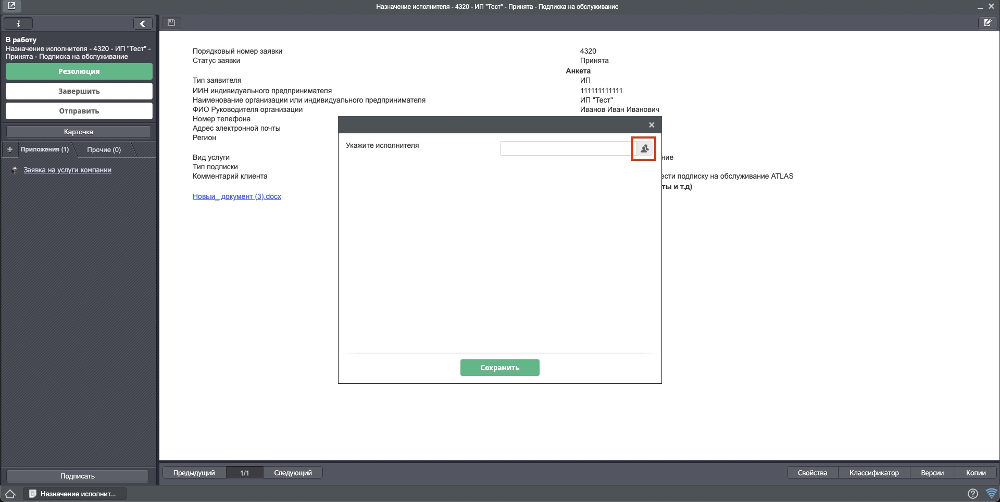 Назначение исполнителя - 4320 - ИП "Тест" - Принята - Подписка на обслуживание
В работу
Назначение исполнителя - 4320 - ИП "Тест" -
Принята - Подписка на обслуживание
Резолюция
Завершить
Отправить
Карточка
Приложения (1) Прочие (0)
Заявка на услуги компании
Подписать
Порядковый номер заявки 4320
Статус заявки Принята
Анкета
Тип заявителя ИП
ИИН индивидуального предпринимателя 111111111111
Наименование организации или индивидуального предпринимателя ИП "Тест"
ФИО Руководителя организации Иванов Иван Иванович
Номер телефона
Адрес электронной почты
Регион
Вид услуги ние
Тип подписки
Комментарий клиента ести подписку на обслуживание ATLAS
ты и т.д)
Новыи_ документ (3).docx
Укажите исполнителя
Сохранить
Предыдущий 1/1 Следующий
Свойства Классификатор Версии Копии
Назначение исполнит...